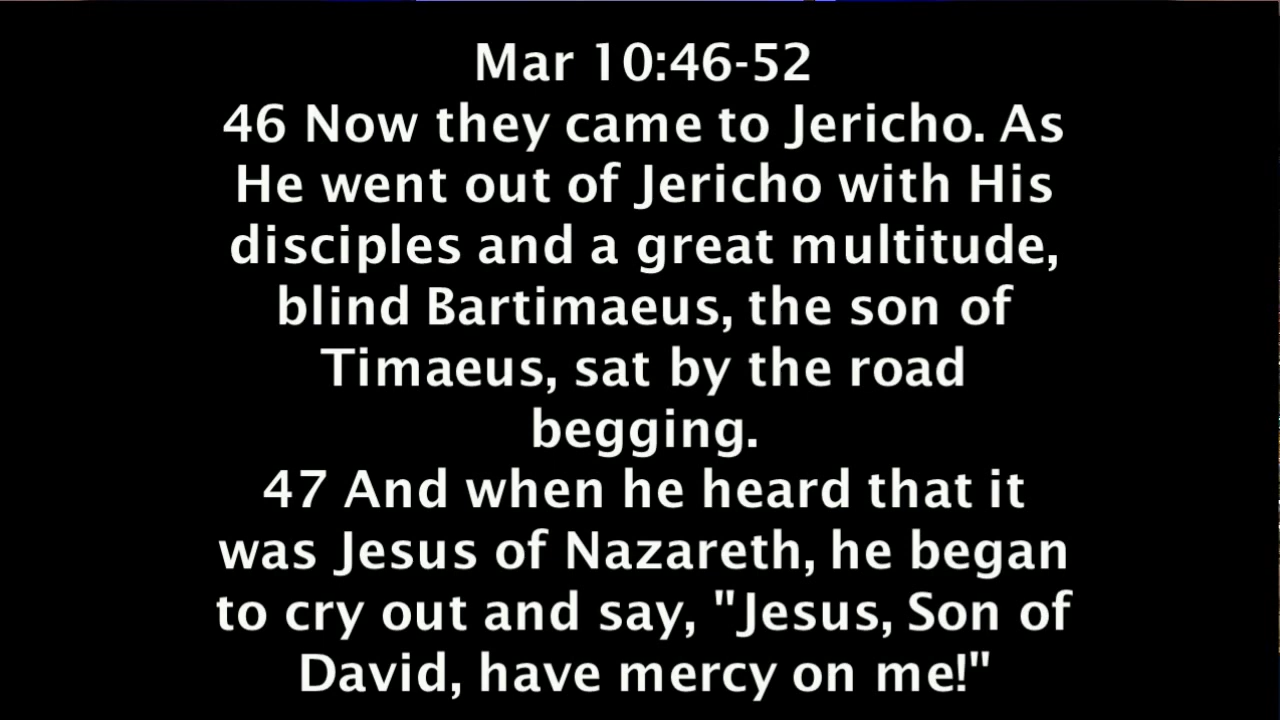 Mar 10:46-52
46 Now they came to Jericho. As
He went out of Jericho with His
disciples and a great multitude,
blind Bartimaeus, the son of
Timaeus, sat by the road
begging.
47 And when he heard that it
was Jesus of Nazareth, he began
to cry out and say, "Jesus, Son of
David, have mercy on me!"